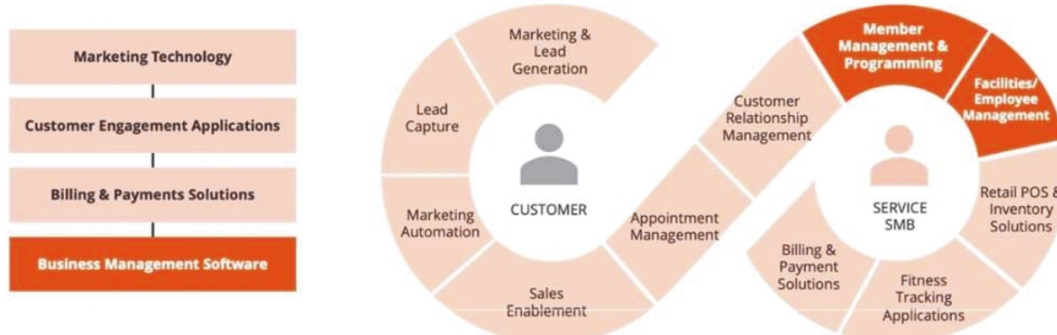 Marketing Technology
Customer Engagement Applications
Billing & Payments Solutions
Business Management Software
Marketing &
Lead
Generation
Lead
Capture
Marketing
Automation
Sales
Enablement
Appointment
Management
Customer
Relationship
Management
Member
Management &
Programming
Facilities/
Employee
Management
Retail POS &
Inventory
Solutions
Fitness
Tracking
Applications
Billing &
Payment
Solutions
CUSTOMER
SERVICE
SMB